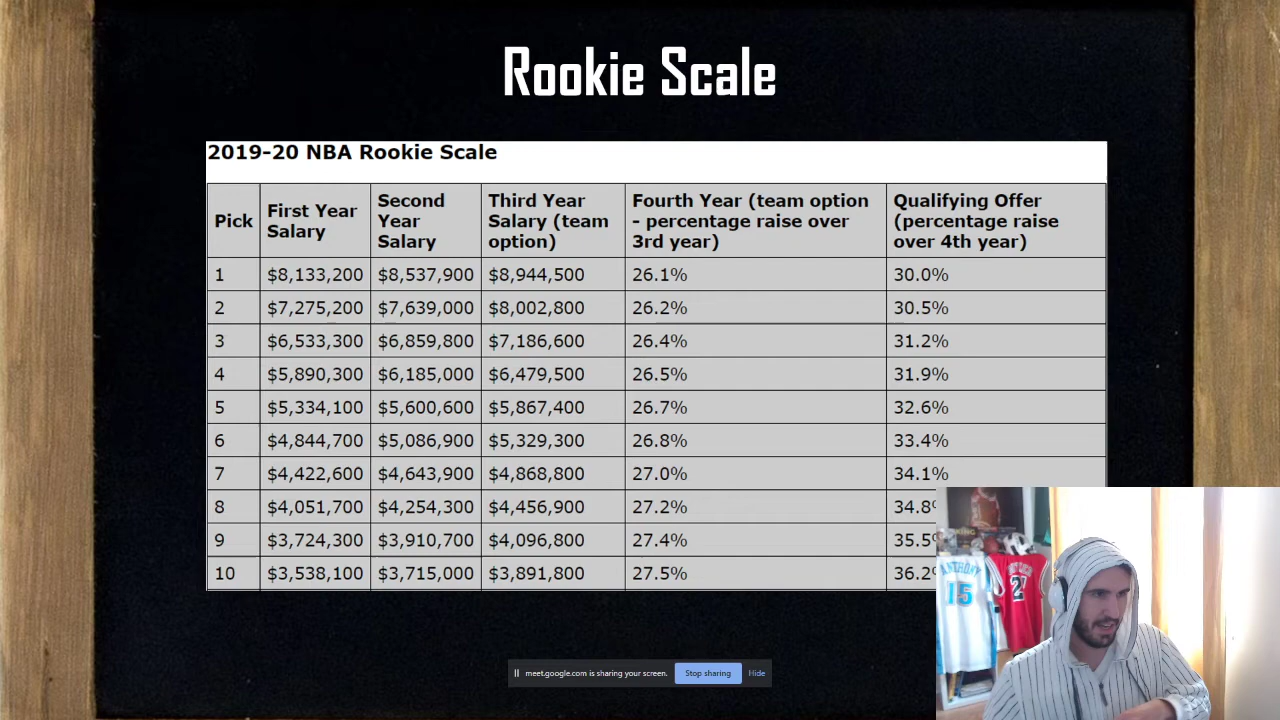 Rookie Scale
2019-20 NBA Rookie Scale
Pick First Year Salary Second Year Salary Third Year Salary (team option) Fourth Year (team option - percentage raise over 3rd year) Qualifying Offer (percentage raise over 4th year)
1 $8,133,200 $8,537,900 $8,944,500 26.1% 30.0%
2 $7,275,200 $7,639,000 $8,002,800 26.2% 30.5%
3 $6,533,300 $6,859,800 $7,186,600 26.4% 31.2%
4 $5,890,300 $6,185,000 $6,479,500 26.5% 31.9%
5 $5,334,100 $5,600,600 $5,867,400 26.7% 32.6%
6 $4,844,700 $5,086,900 $5,329,300 26.8% 33.4%
7 $4,422,600 $4,643,900 $4,868,800 27.0% 34.1%
8 $4,051,700 $4,254,300 $4,456,900 27.2% 34.8
9 $3,724,300 $3,910,700 $4,096,800 27.4% 35.5
10 $3,538,100 $3,715,000 $3,891,800 27.5% 36.2
ANTHONY
15
meet.google.com is sharing your screen. Stop sharing Hide